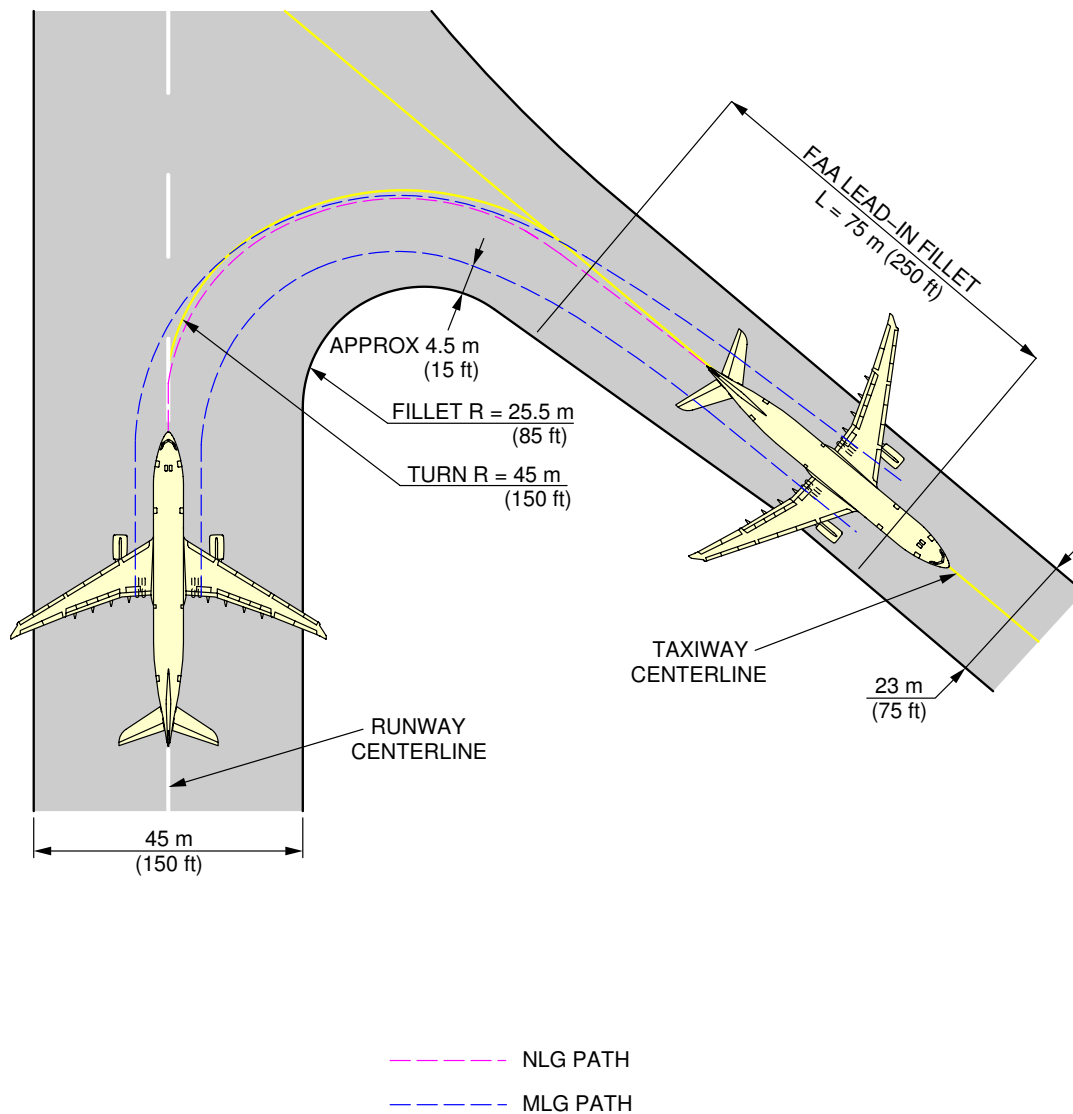 FAA LEAD-IN FILLET
L = 75 m (250 ft)
APPROX 4.5 m
(15 ft)
FILLET R = 25.5 m
(85 ft)
TURN R = 45 m
(150 ft)
TAXIWAY
CENTERLINE
23 m
(75 ft)
RUNWAY
CENTERLINE
45 m
(150 ft)
NLG PATH
MLG PATH